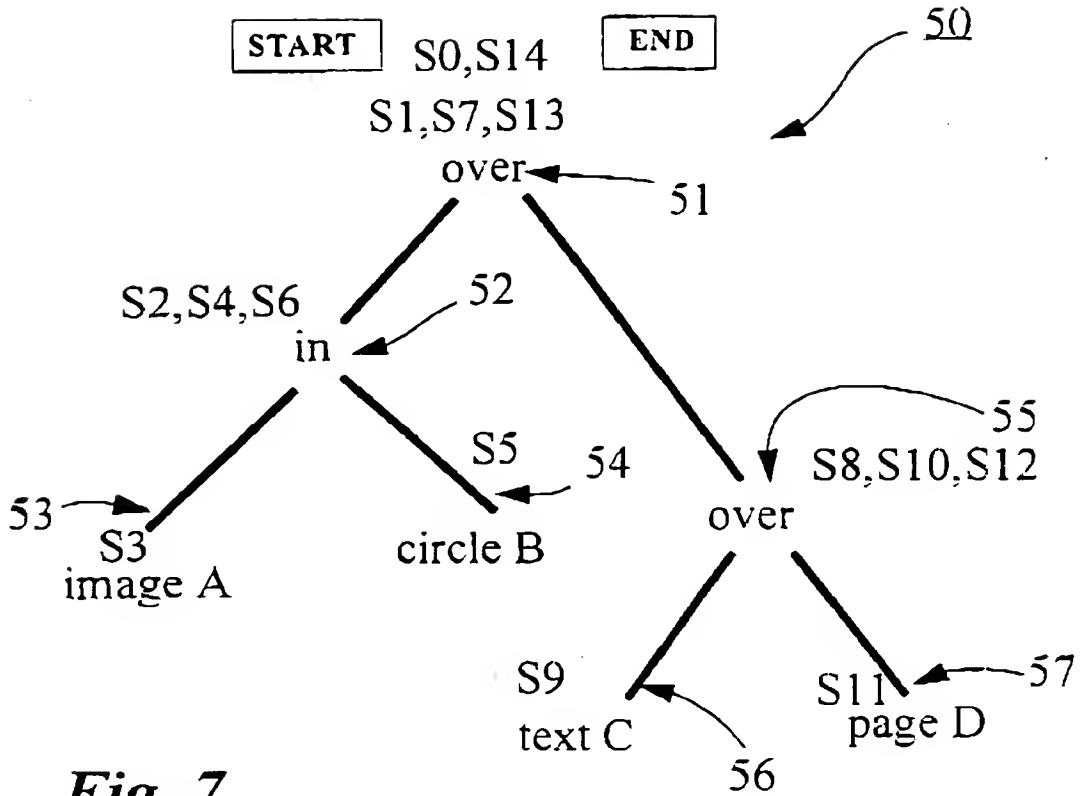 START S0,S14 END 50
S1,S7,S13
over 51
S2,S4,S6 52
in
55
S5 54 S8,S10,S12
53 over
S3 circle B
image A
S9 S11 57
text C page D
56
Fig. 7